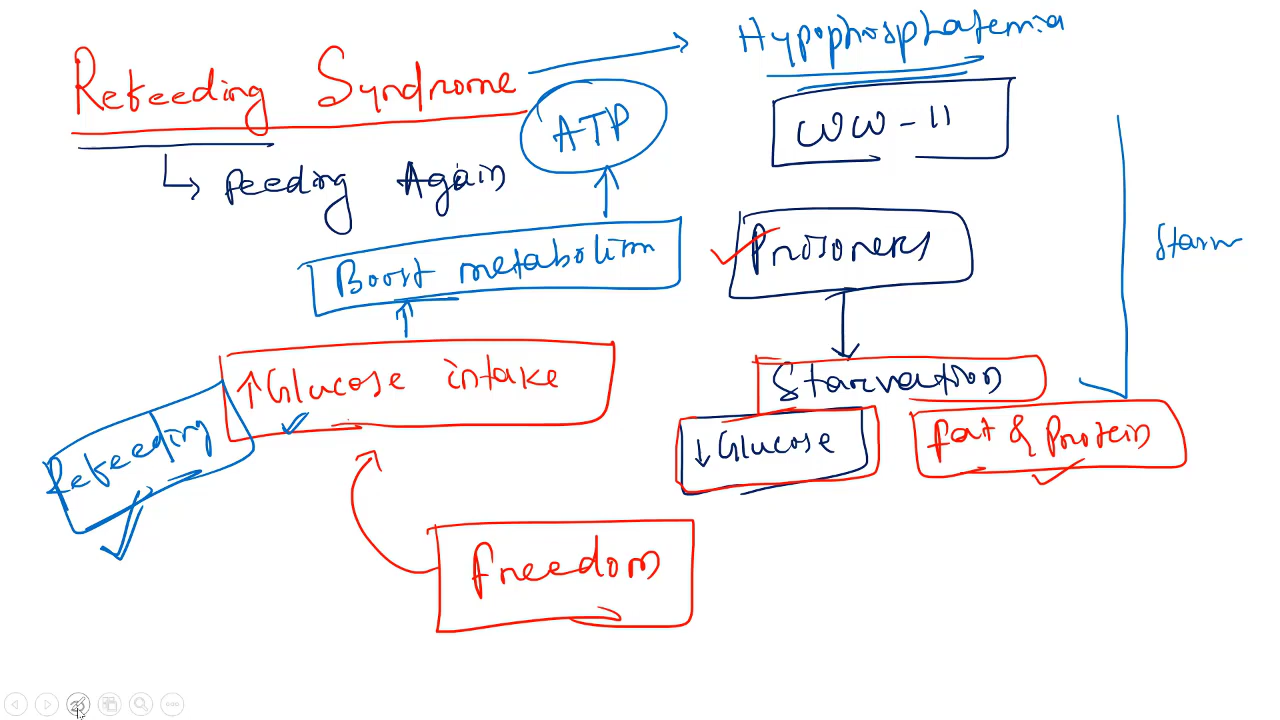 Refeeding Syndrome → Hypophosphatemia
↳ Feeding Again
ATP
WW-II
Boost metabolism
Prisoners
↑ Glucose intake
Starvation
Starv
Refeeding
↓ Glucose
Fat & Protein
Freedom